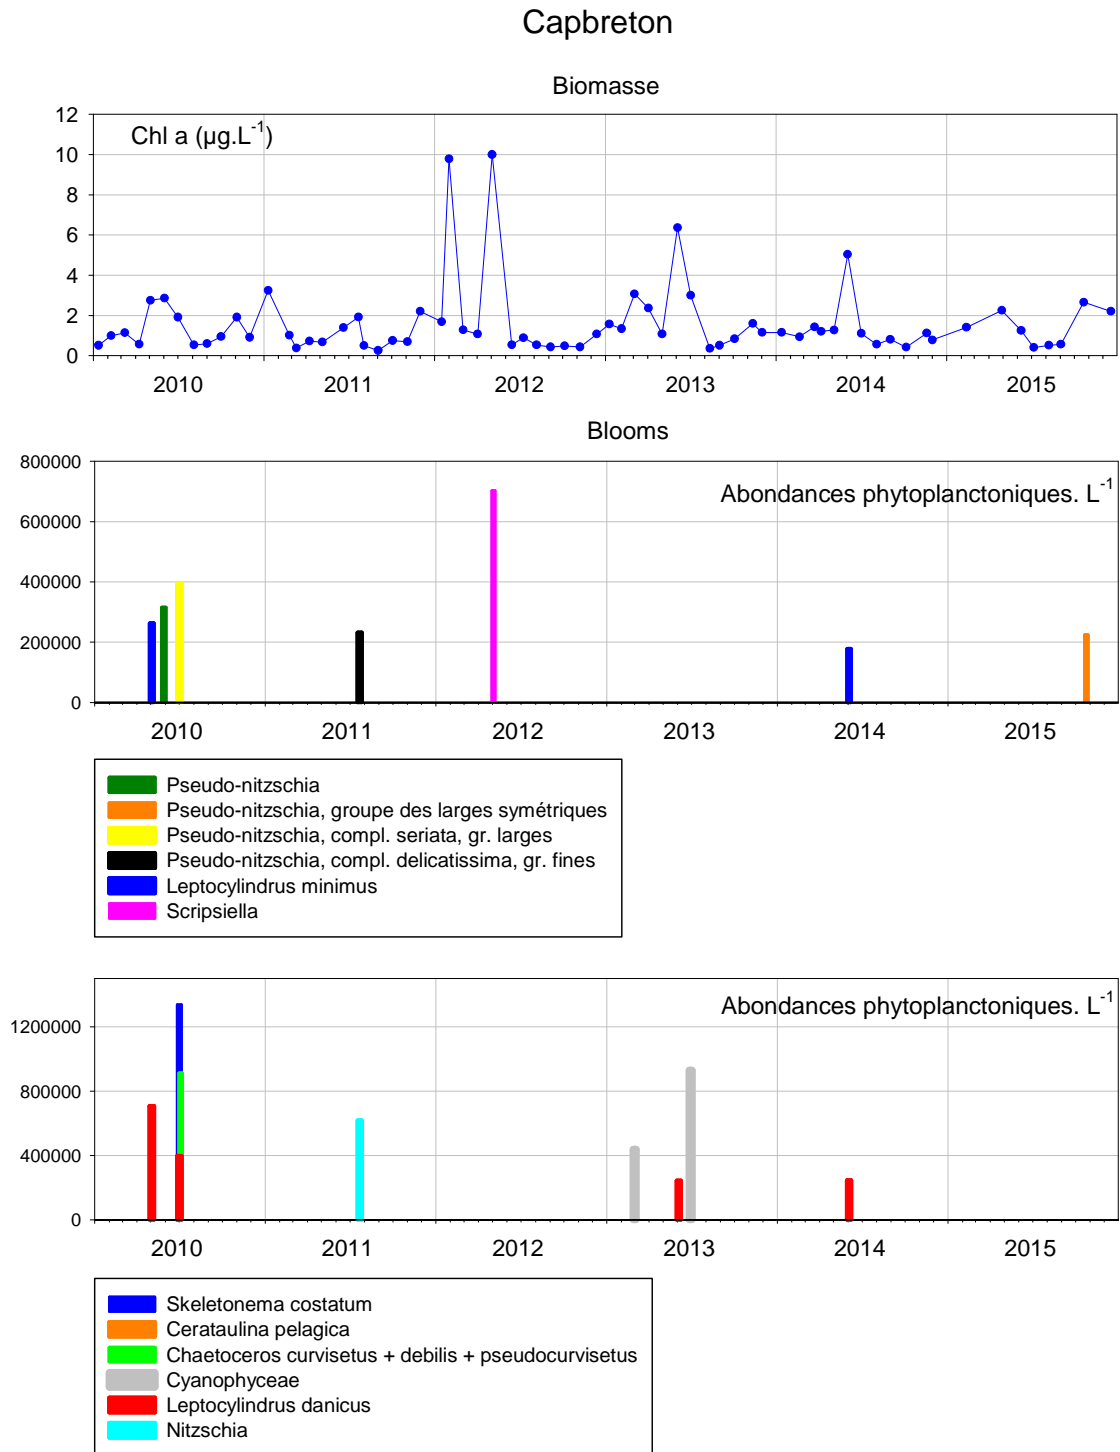 Capbreton
Biomasse
Chl a (µg.L-1)
12
10
8
6
4
2
0
2010 2011 2012 2013 2014 2015
Blooms
Abondances phytoplanctoniques. L-1
800000
600000
400000
200000
0
2010 2011 2012 2013 2014 2015
Pseudo-nitzschia
Pseudo-nitzschia, groupe des larges symétriques
Pseudo-nitzschia, compl. seriata, gr. larges
Pseudo-nitzschia, compl. delicatissima, gr. fines
Leptocylindrus minimus
Scripsiella
Abondances phytoplanctoniques. L-1
1200000
800000
400000
0
2010 2011 2012 2013 2014 2015
Skeletonema costatum
Cerataulina pelagica
Chaetoceros curvisetus + debilis + pseudocurvisetus
Cyanophyceae
Leptocylindrus danicus
Nitzschia